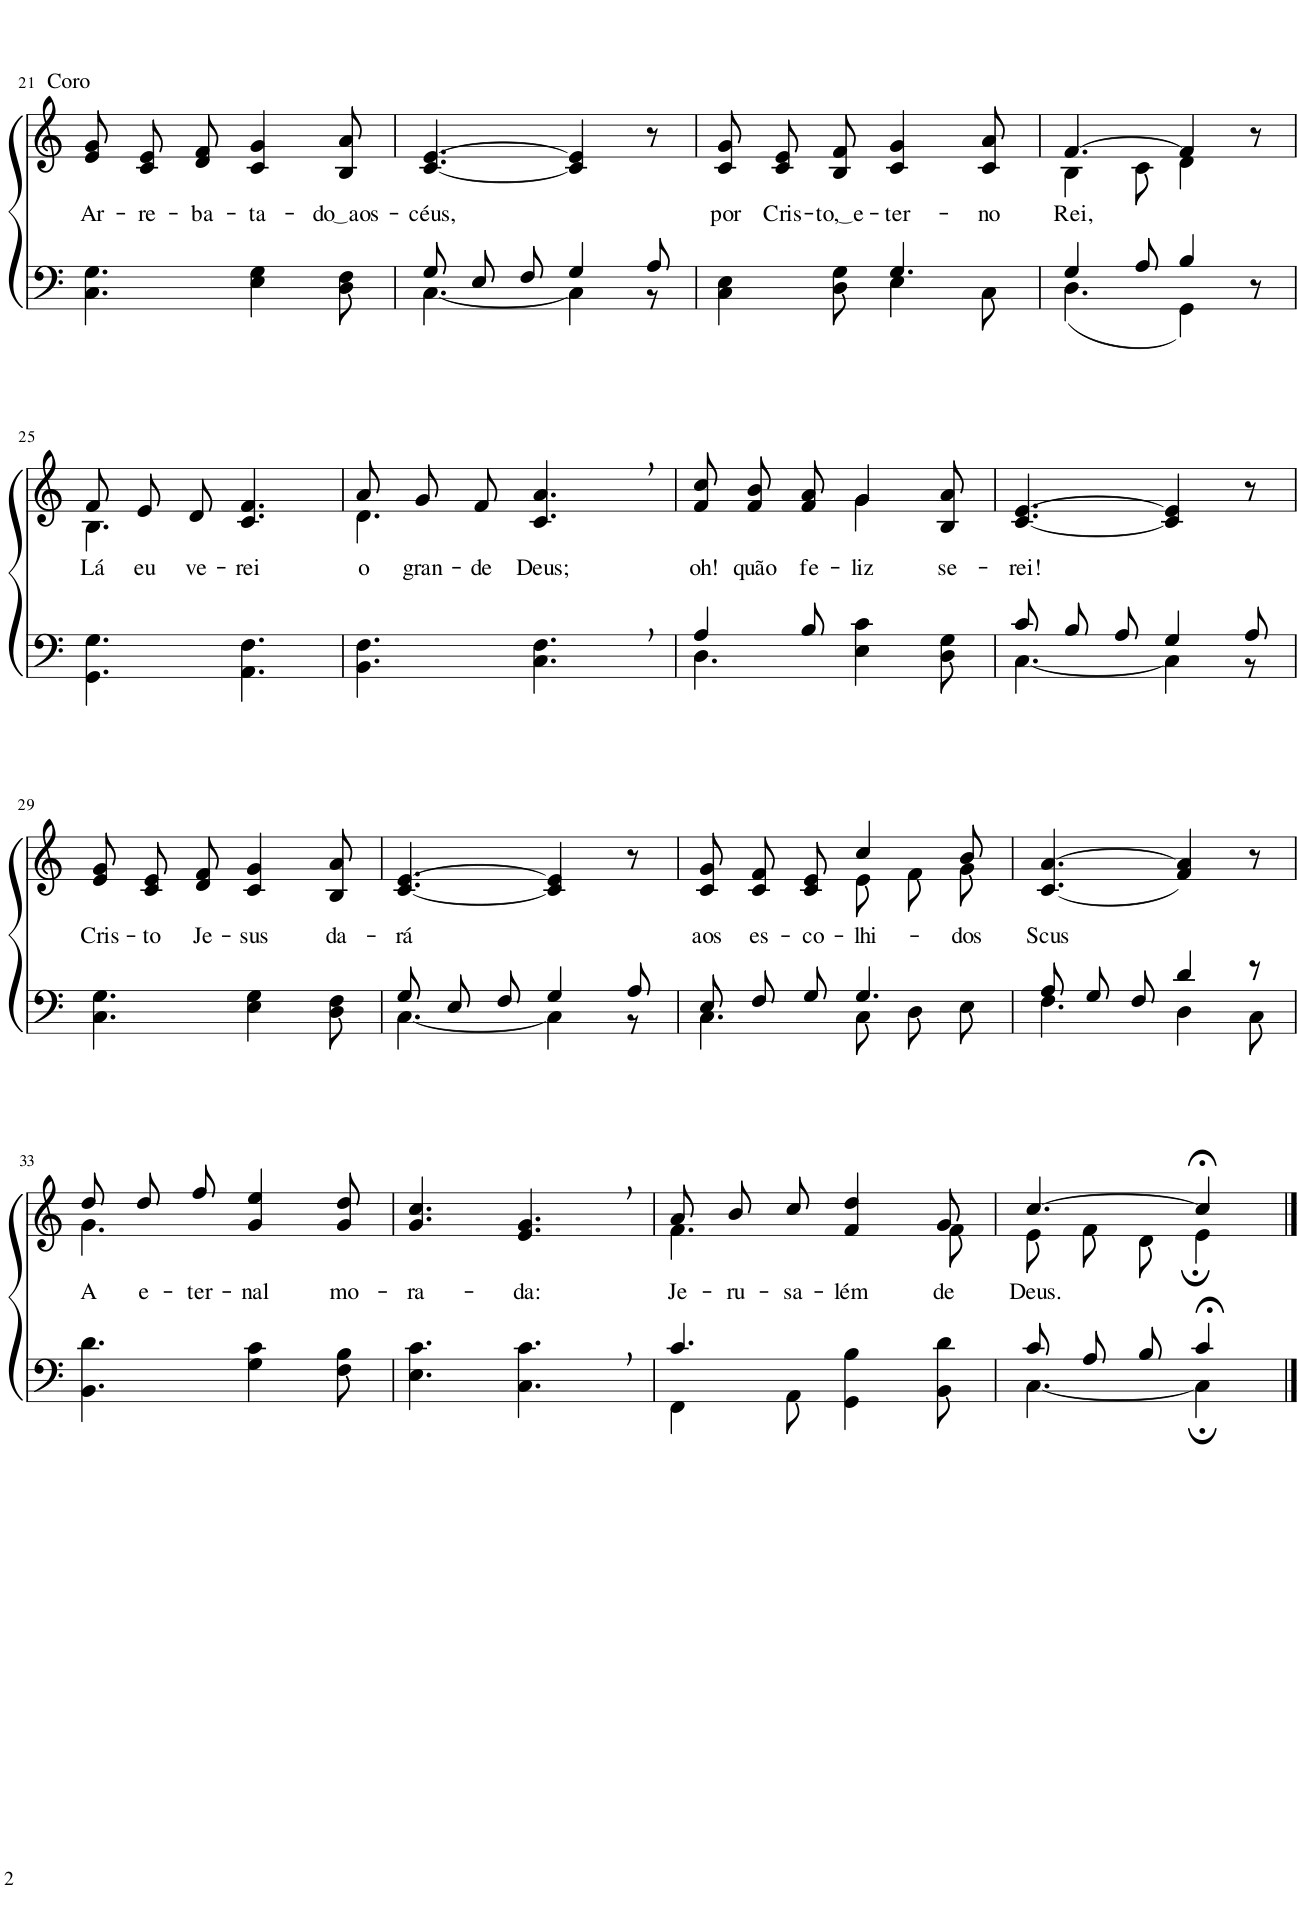 21 Coro
Ar - re - ba - ta - do‿aos - céus, por Cris - to,‿e - ter - no Rei,
25
Lá eu ve - rei o gran - de Deus; oh! quão fe - liz se - rei!
29
Cris - to Je - sus da - rá aos es - co - lhi - dos Scus
33
A e - ter - nal mo - ra - da: Je - ru - sa - lém de Deus.
2